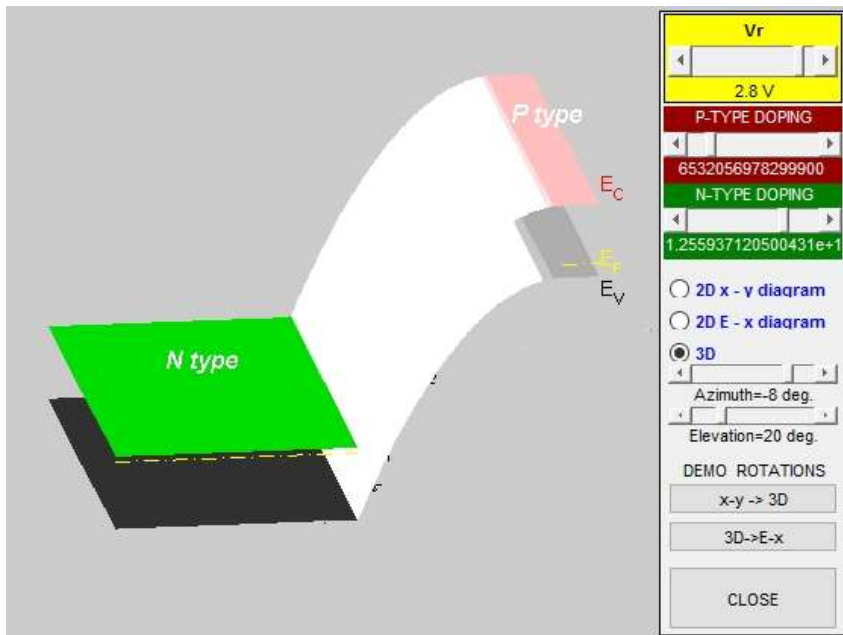 P type
E_C
E_F
E_V
N type
Vr
2.8 V
P-TYPE DOPING
6532056978299900
N-TYPE DOPING
1.255937120500431e+1
2D x - y diagram
2D E - x diagram
3D
Azimuth=-8 deg.
Elevation=20 deg.
DEMO ROTATIONS
x-y -> 3D
3D->E-x
CLOSE